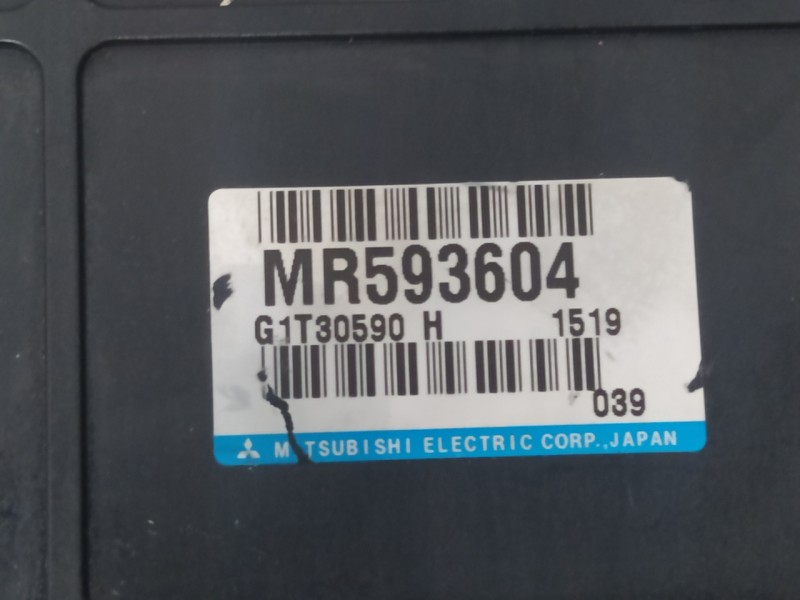 MR593604
G1T30590 H 1519
039
MITSUBISHI ELECTRIC CORP., JAPAN